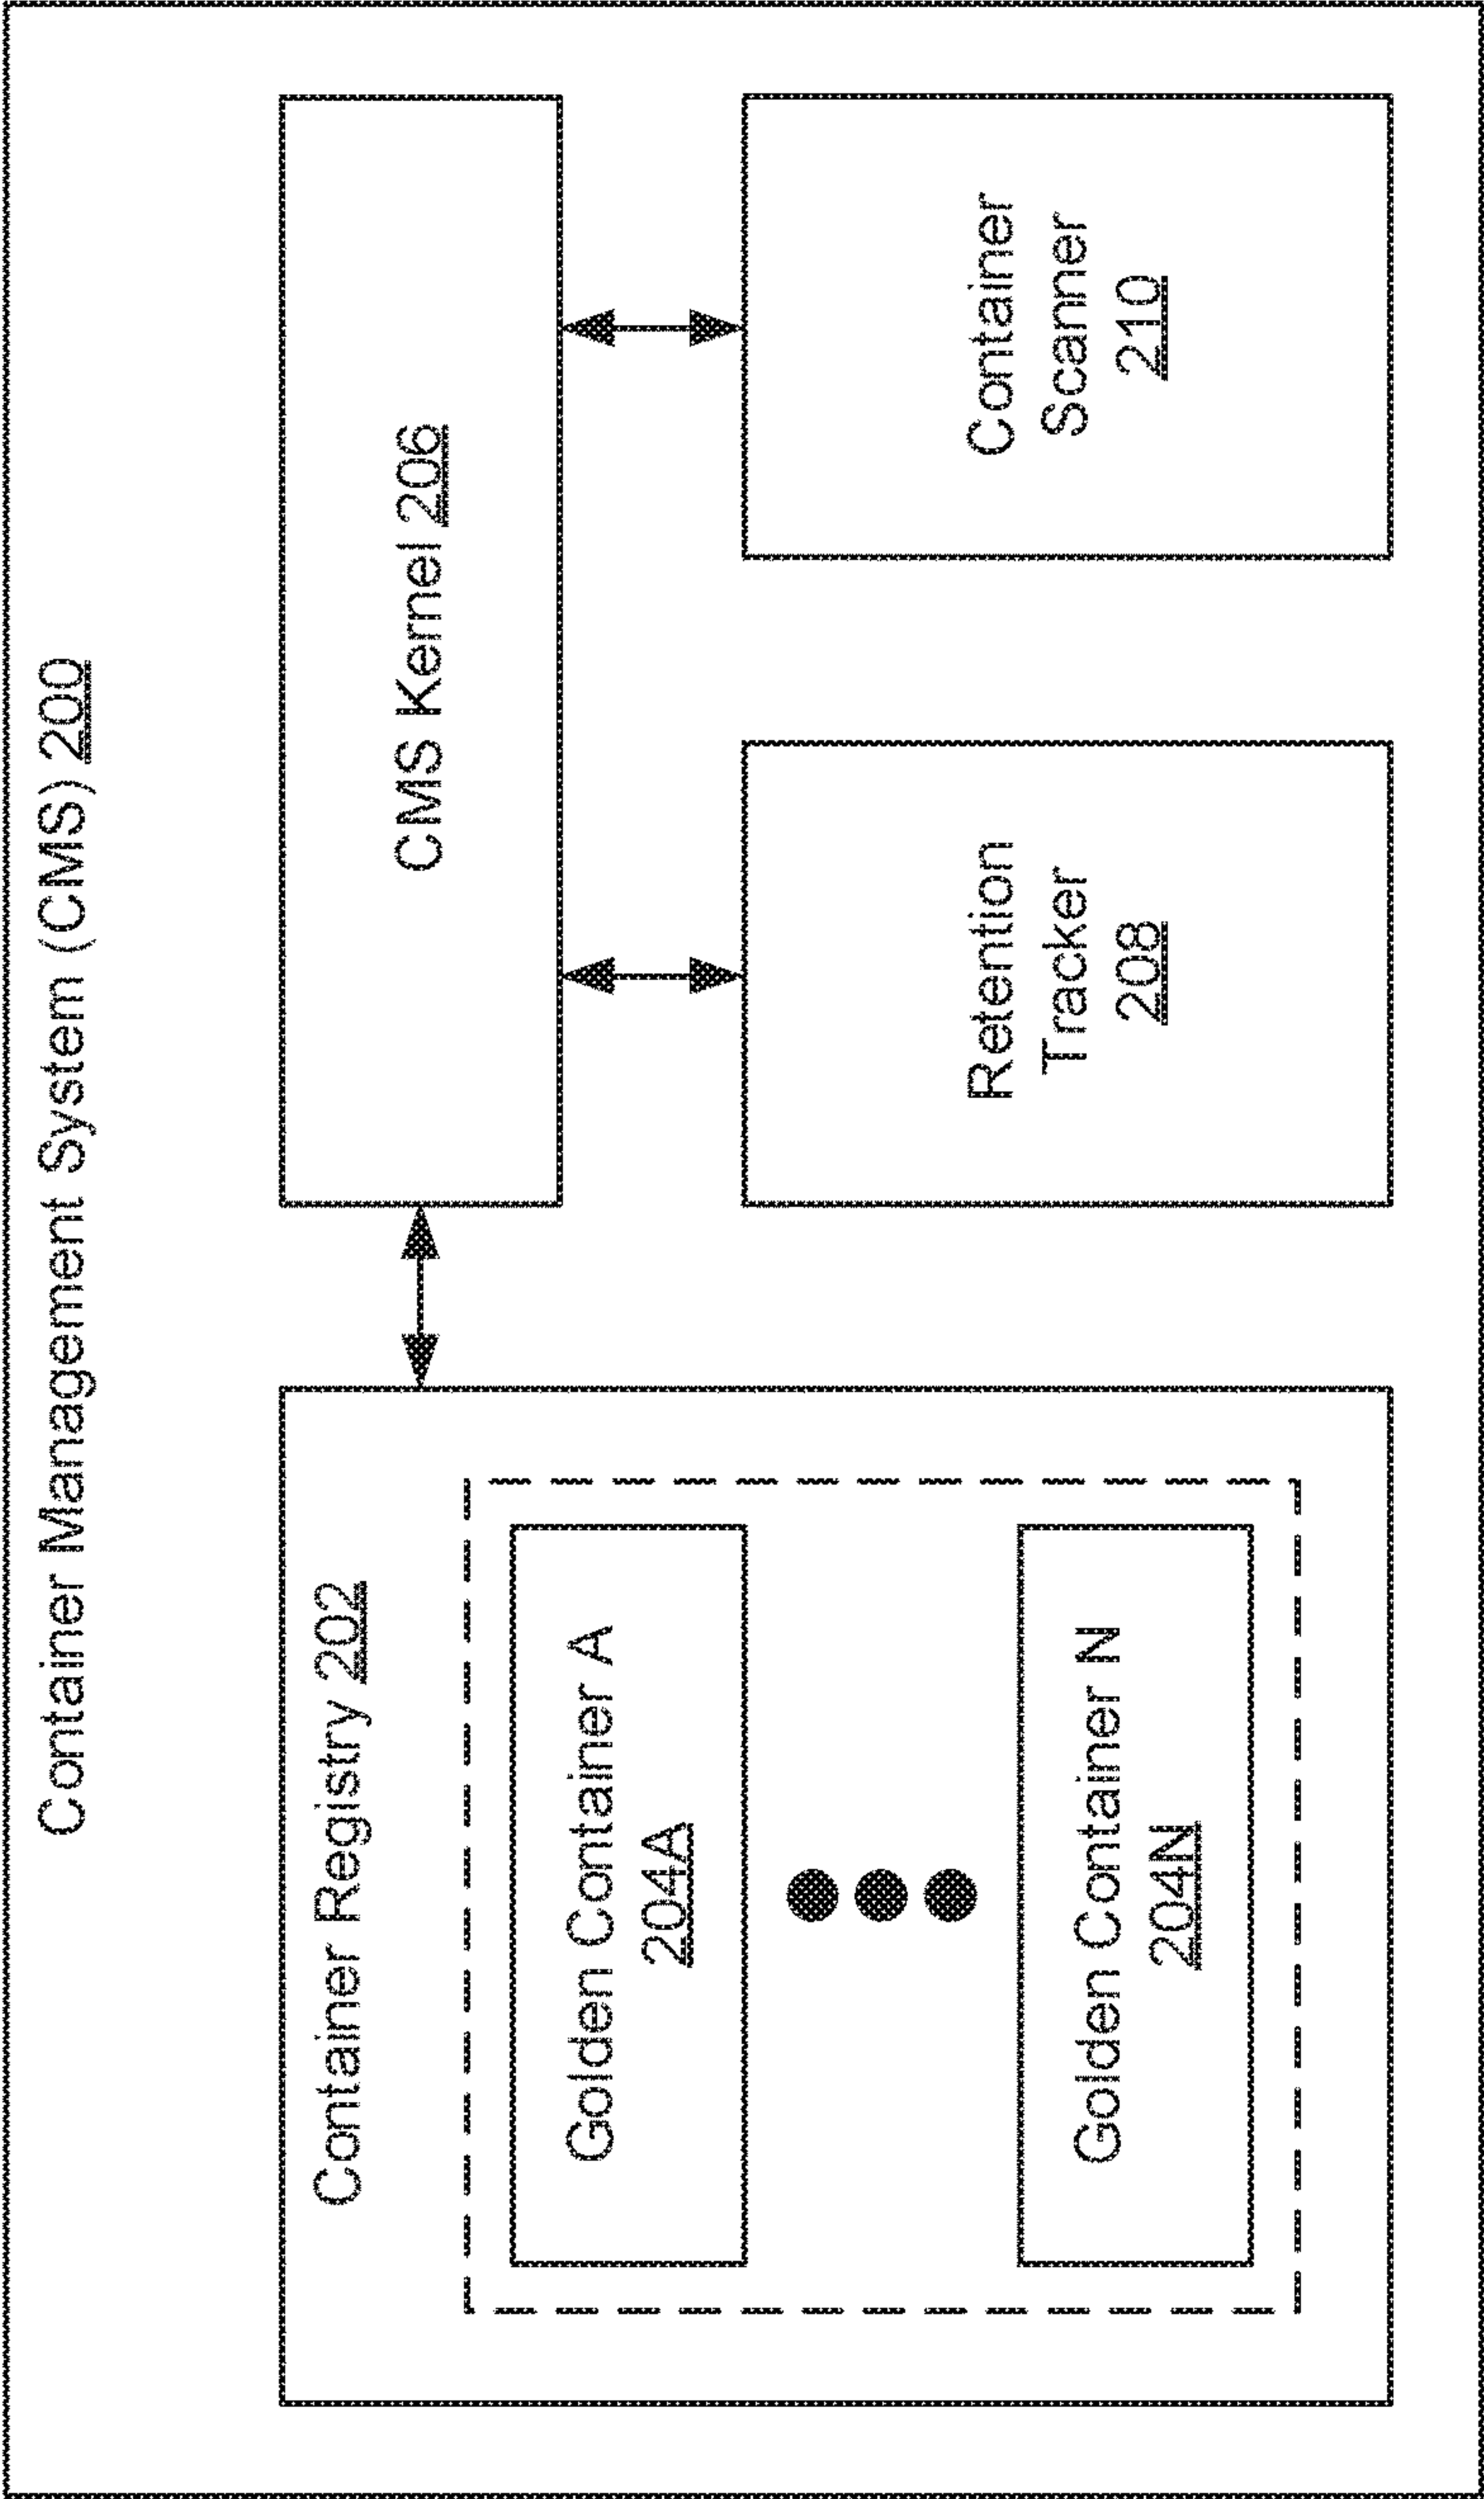 Container Management System (CMS) 200
Container Registry 202
Golden Container A
204A
Golden Container N
204N
CMS Kernel 206
Retention
Tracker
208
Container
Scanner
210